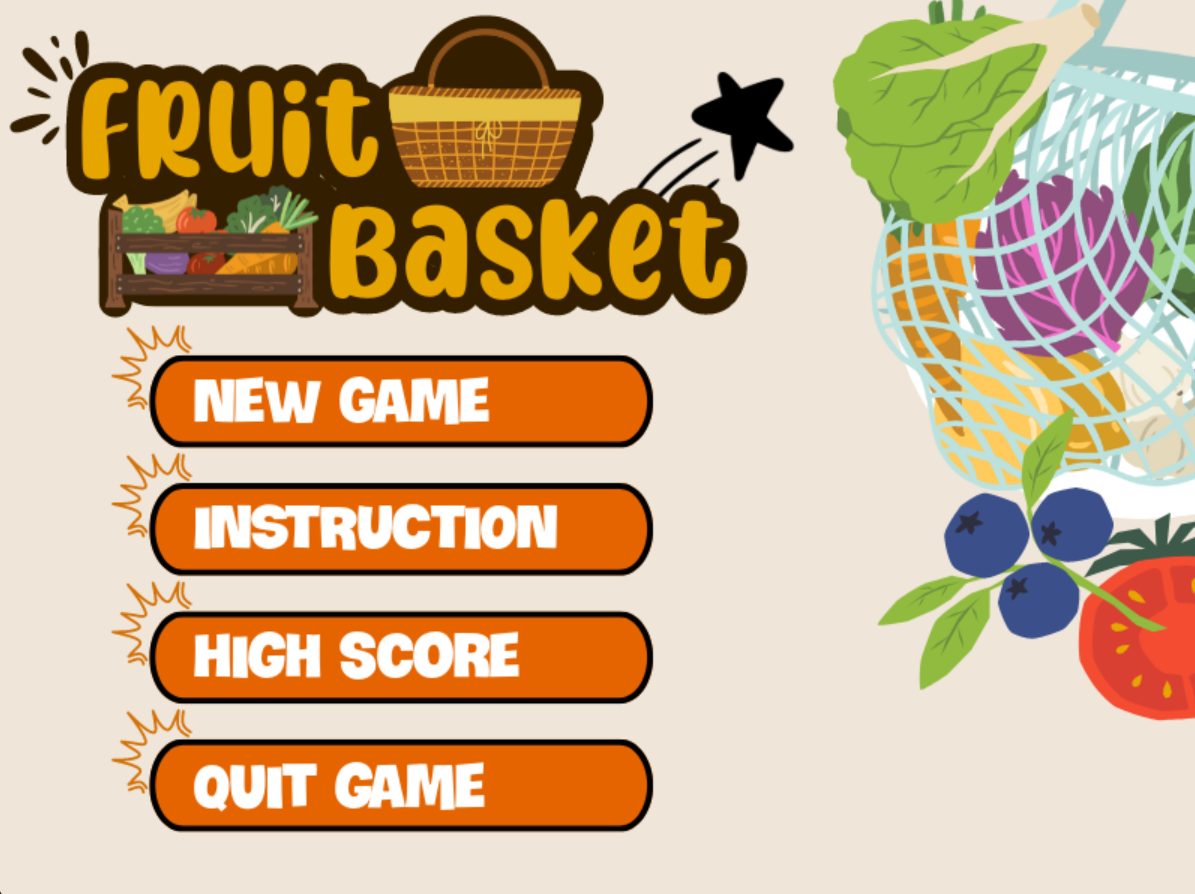 FRUit
Basket
NEW GAME
INSTRUCTION
HIGH SCORE
QUIT GAME